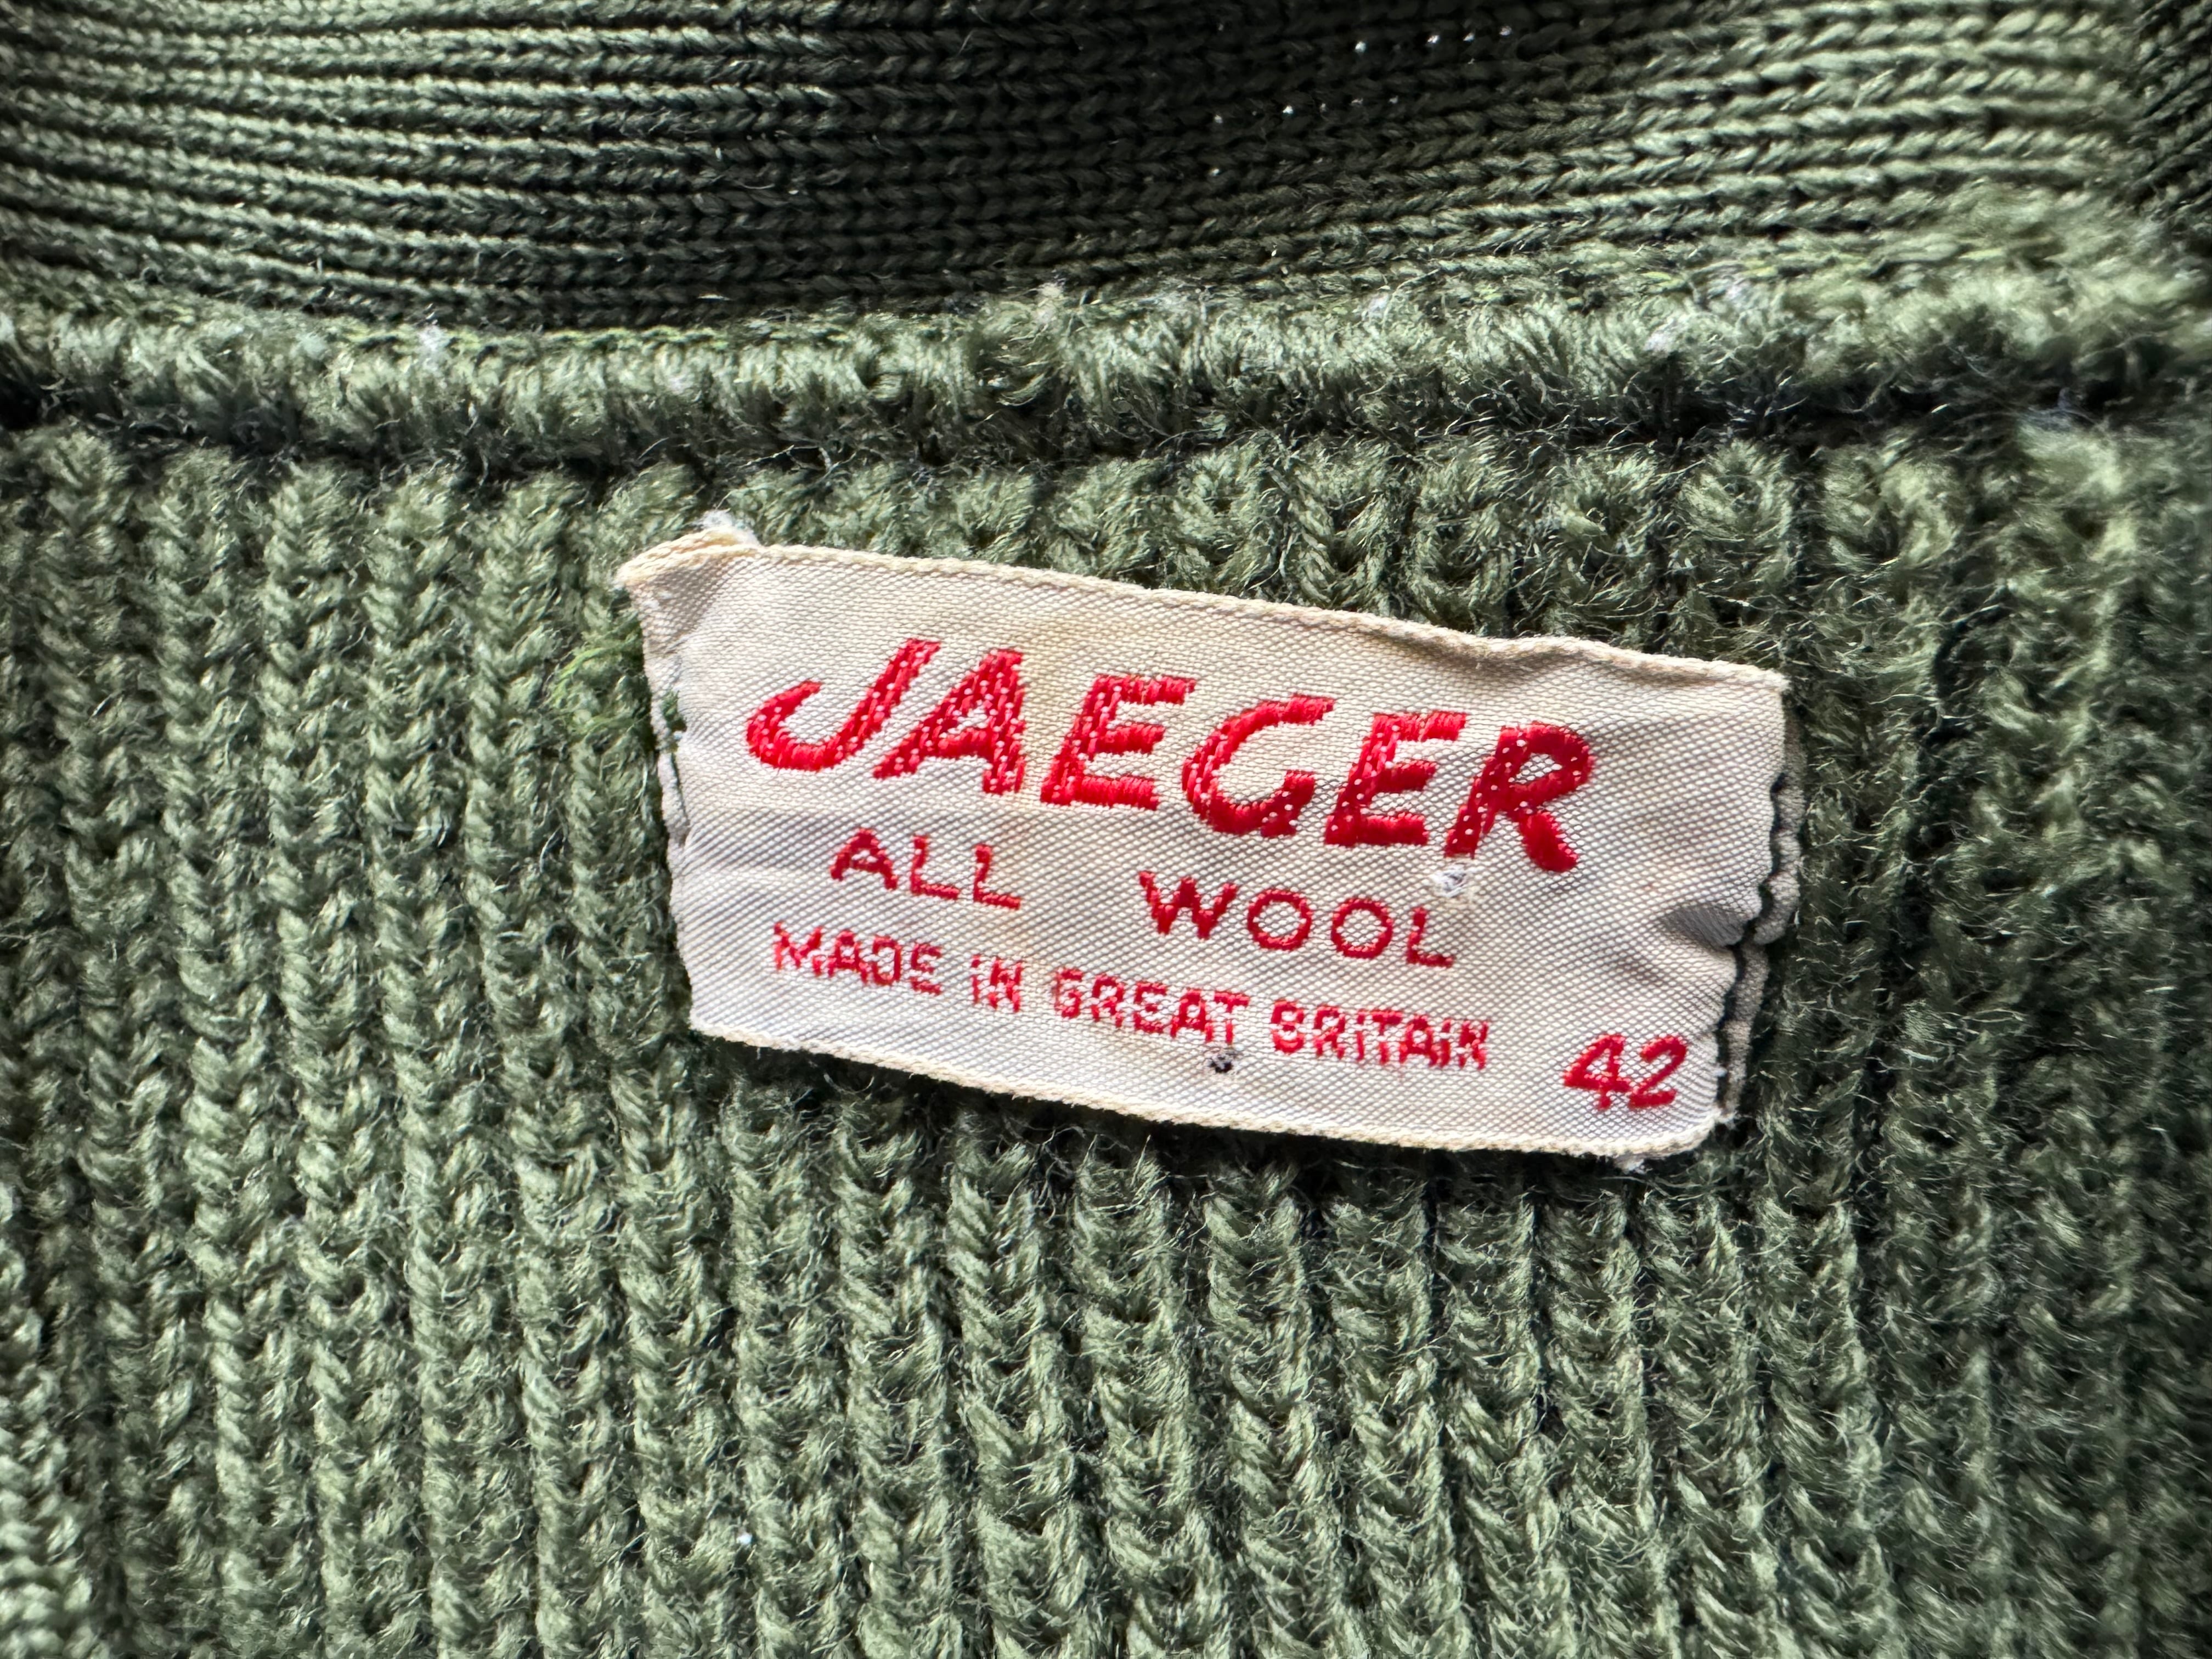 JAEGER
ALL WOOL
MADE iN GREAT BRiTAiN 42